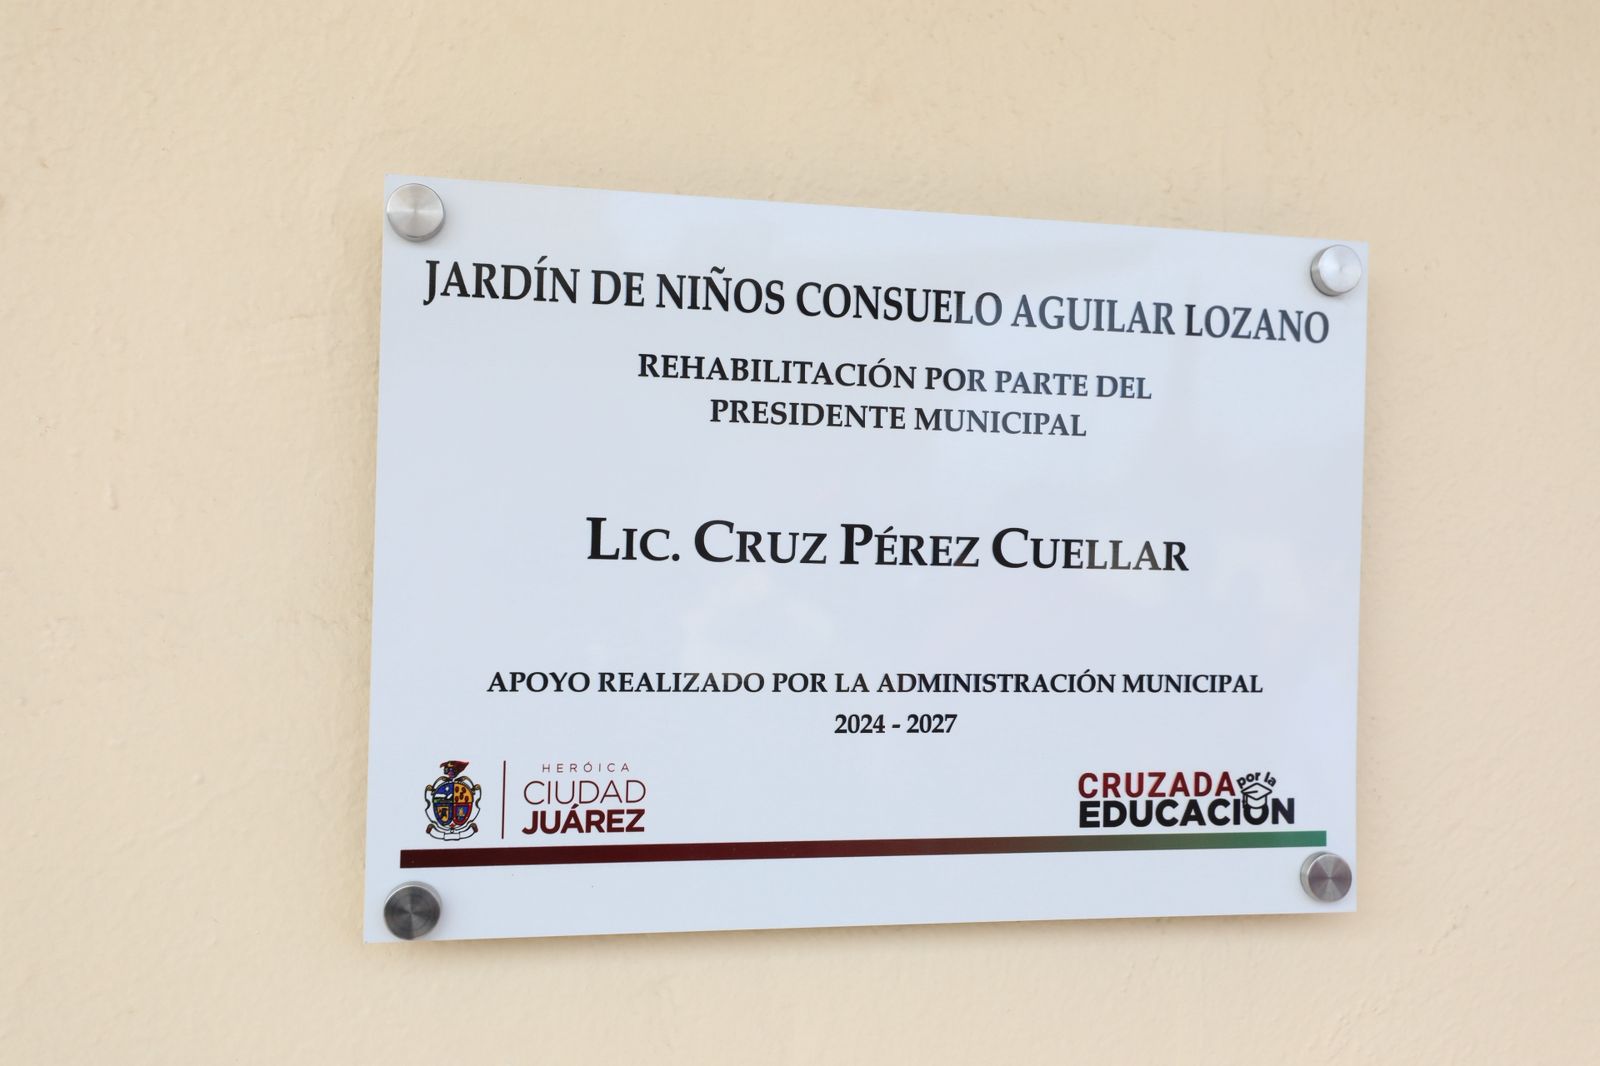 JARDÍN DE NIÑOS CONSUELO AGUILAR LOZANO
REHABILITACIÓN POR PARTE DEL
PRESIDENTE MUNICIPAL
LIC. CRUZ PÉREZ CUELLAR
APOYO REALIZADO POR LA ADMINISTRACIÓN MUNICIPAL
2024 - 2027
HERÓICA
CIUDAD
JUÁREZ
CRUZADA por la
EDUCACIÓN